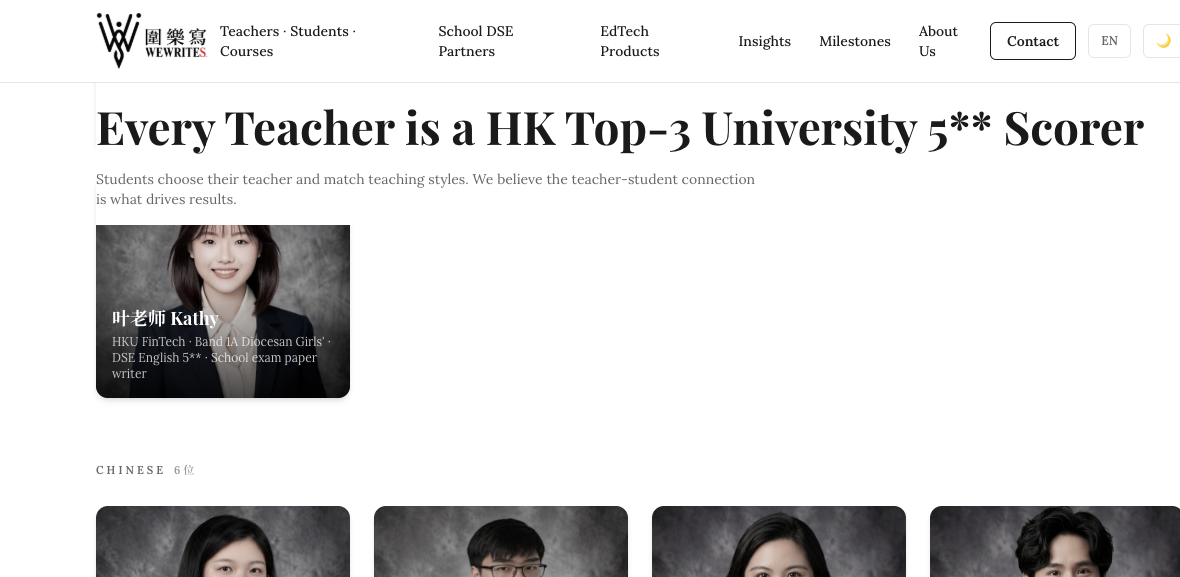 圍樂寫
WEWRITES
Teachers · Students ·
Courses
School DSE
Partners
EdTech
Products
Insights
Milestones
About
Us
Contact
EN
Every Teacher is a HK Top-3 University 5** Scorer
Students choose their teacher and match teaching styles. We believe the teacher-student connection
is what drives results.
叶老师 Kathy
HKU FinTech · Band 1A Diocesan Girls' ·
DSE English 5** · School exam paper
writer
CHINESE 6 位